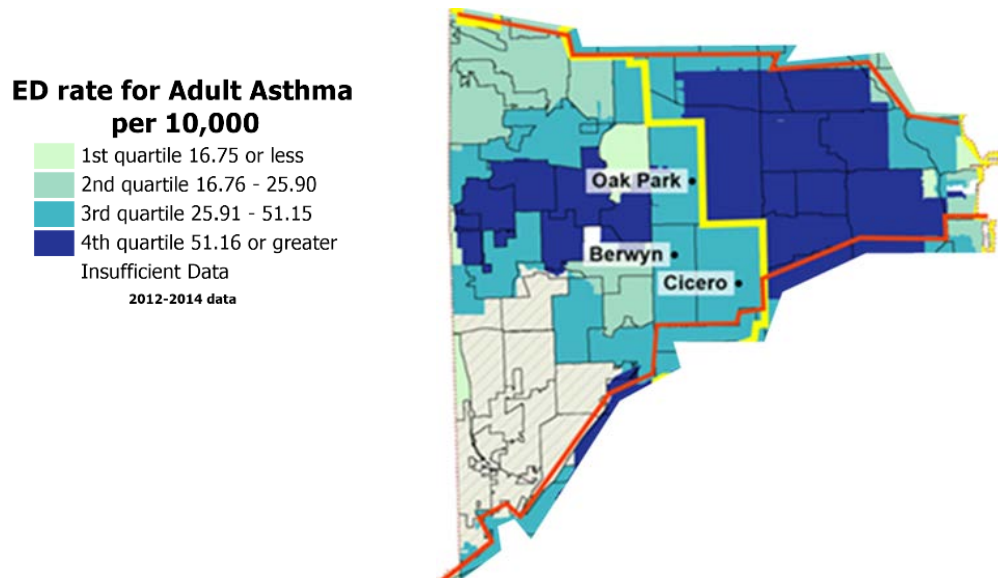 ED rate for Adult Asthma
per 10,000
1st quartile 16.75 or less
2nd quartile 16.76 - 25.90
3rd quartile 25.91 - 51.15
4th quartile 51.16 or greater
Insufficient Data
2012-2014 data
Oak Park
Berwyn
Cicero